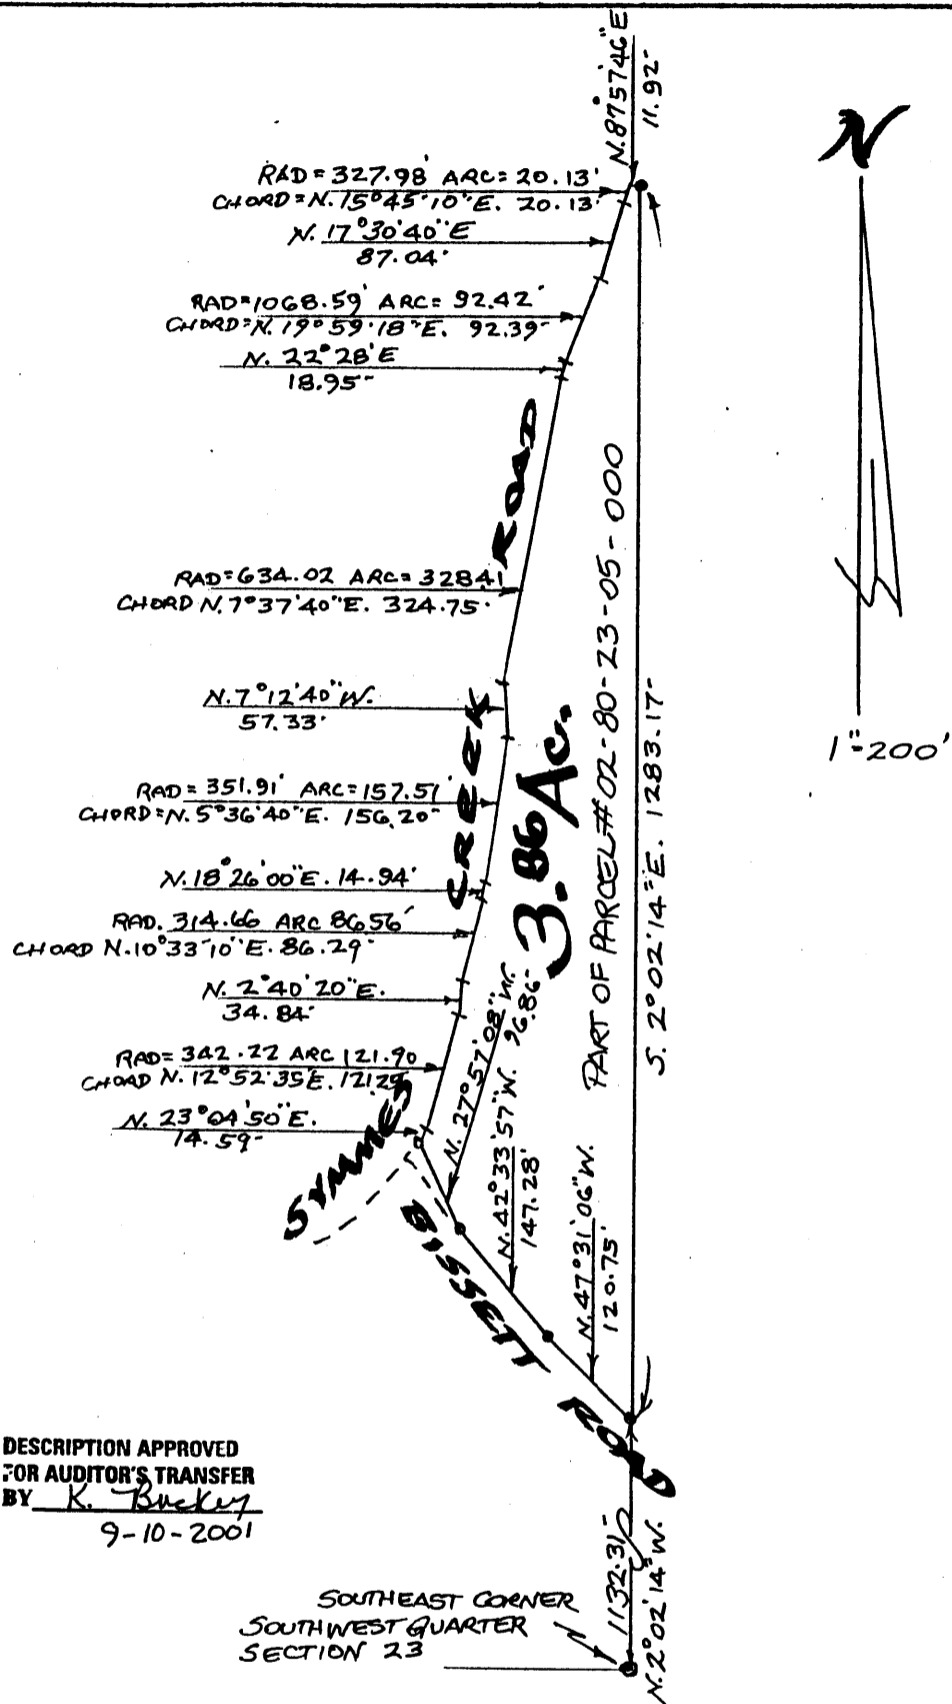 N.87°57'46"E
11.92'
N
RAD=327.98' ARC=20.13'
CHORD=N.15°45'10"E. 20.13'
N.17°30'40"E
87.04'
RAD=1068.59' ARC=92.42'
CHORD=N.19°59'18"E. 92.39'
N. 22°28'E
18.95'
RAD=634.02 ARC=328.41
CHORD N.7°37'40"E. 324.75'
N.7°12'40"W.
57.33'
RAD=351.91' ARC=157.51'
CHORD=N.5°36'40"E. 156.20'
N.18°26'00"E. 14.94'
RAD. 314.66 ARC 86.56'
CHORD N.10°33'10"E. 86.29'
N. 2°40'20"E.
34.84'
RAD=342.22 ARC 121.90
CHORD N.12°52'35"E. 121.29
N. 23°04'50"E.
14.59'
SYMMES CREEK ROAD
3.86 Ac.
PART OF PARCEL # 02-80-23-05-000
S. 2°02'14"E. 1283.17'
1"=200'
N. 27°57'08"W.
96.86'
N.42°33'57"W.
147.28'
N.47°31'06"W.
120.75'
BISSETT ROAD
DESCRIPTION APPROVED
FOR AUDITOR'S TRANSFER
BY K. Buckey
9-10-2001
1132.31'
N.2°02'14"W.
SOUTHEAST CORNER
SOUTHWEST QUARTER
SECTION 23